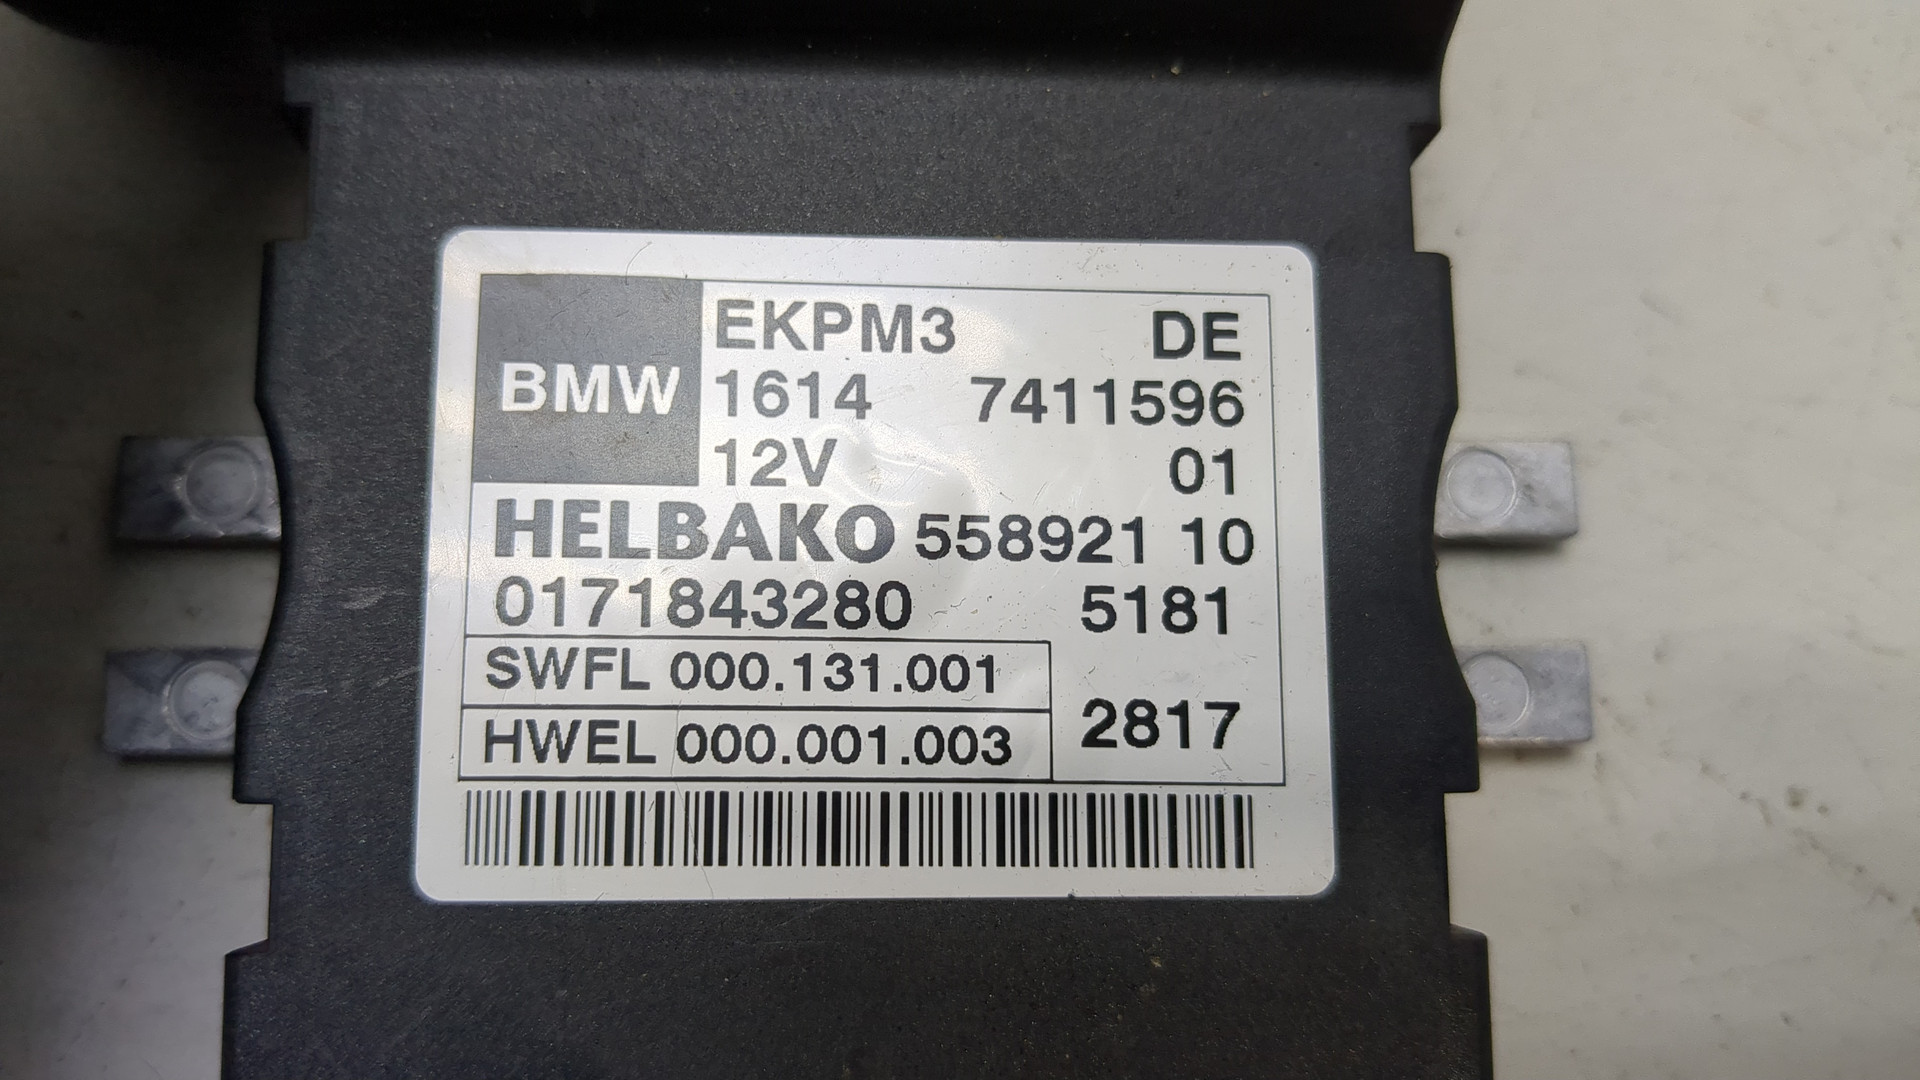 EKPM3 DE
BMW 1614 7411596
12V 01
HELBAKO 558921 10
0171843280 5181
SWFL 000.131.001
HWEL 000.001.003 2817